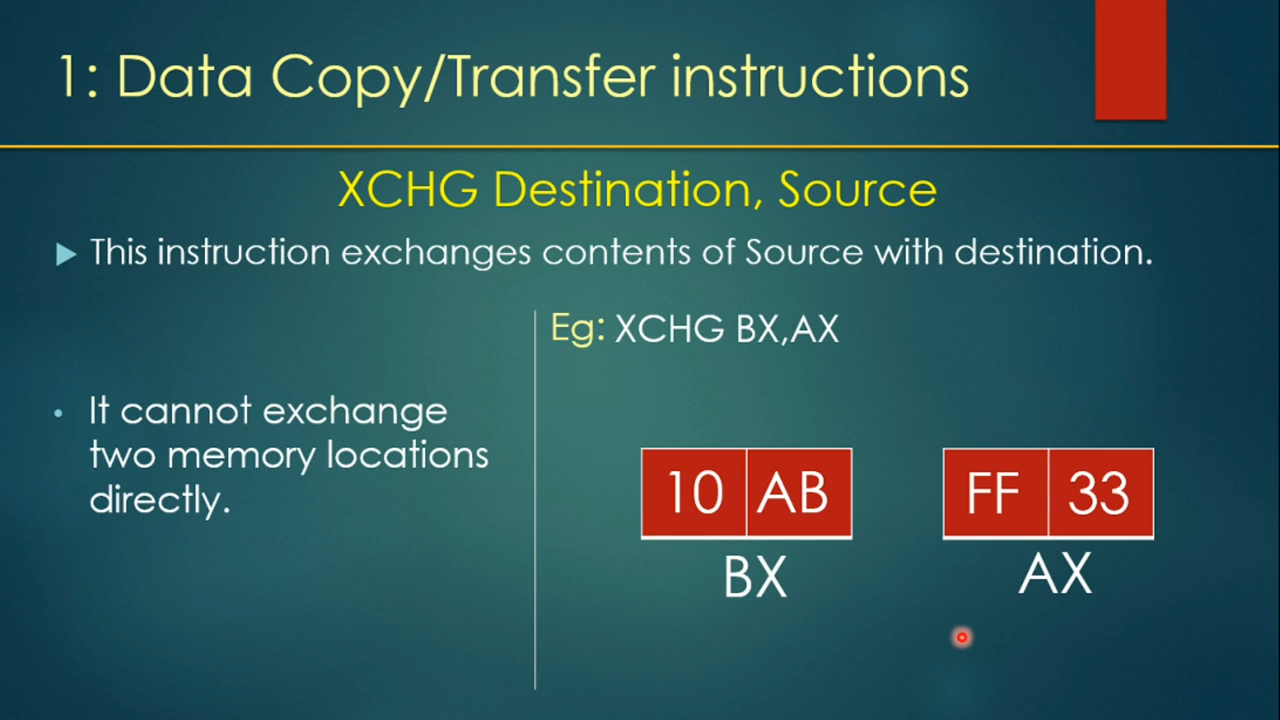 1: Data Copy/Transfer instructions
XCHG Destination, Source
This instruction exchanges contents of Source with destination.
It cannot exchange
two memory locations
directly.
Eg: XCHG BX,AX
10 AB
BX
FF 33
AX